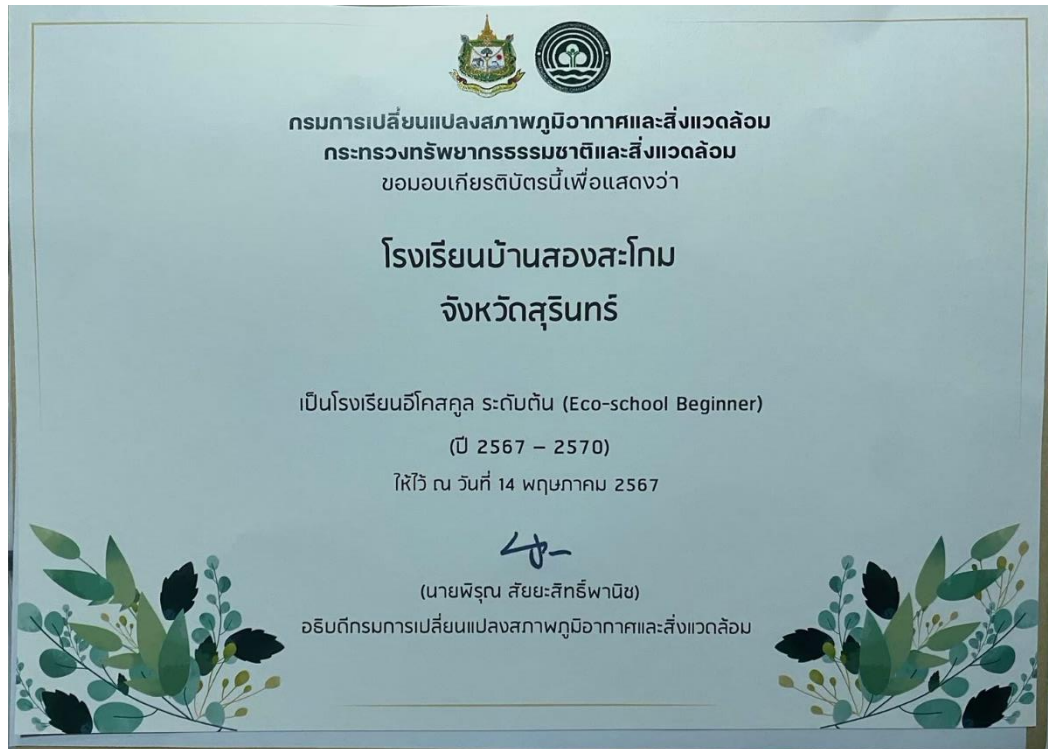 กรมการเปลี่ยนแปลงสภาพภูมิอากาศและสิ่งแวดล้อม
กระทรวงทรัพยากรธรรมชาติและสิ่งแวดล้อม
ขอมอบเกียรติบัตรนี้เพื่อแสดงว่า
โรงเรียนบ้านสองสะโกม
จังหวัดสุรินทร์
เป็นโรงเรียนอีโคสคูล ระดับต้น (Eco-school Beginner)
(ปี 2567 – 2570)
ให้ไว้ ณ วันที่ 14 พฤษภาคม 2567
(นายพิรุณ สัยยะสิทธิ์พานิช)
อธิบดีกรมการเปลี่ยนแปลงสภาพภูมิอากาศและสิ่งแวดล้อม